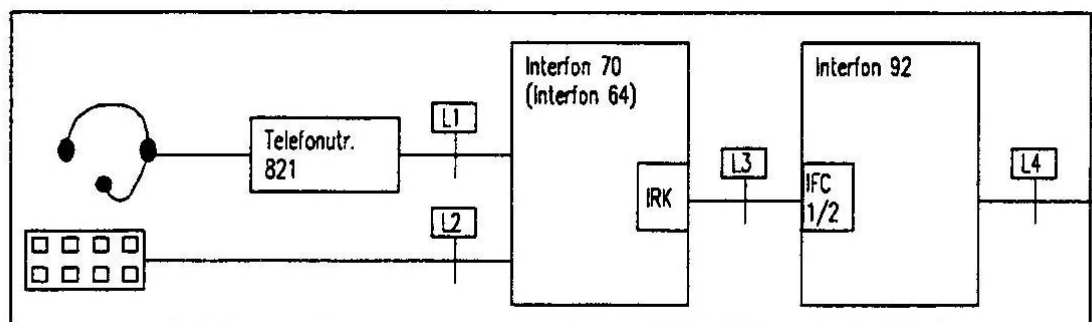 Interfon 70
(Interfon 64)
Interfon 92
L1
Telefonutr.
821
L3
L4
IRK
IFC
1/2
L2